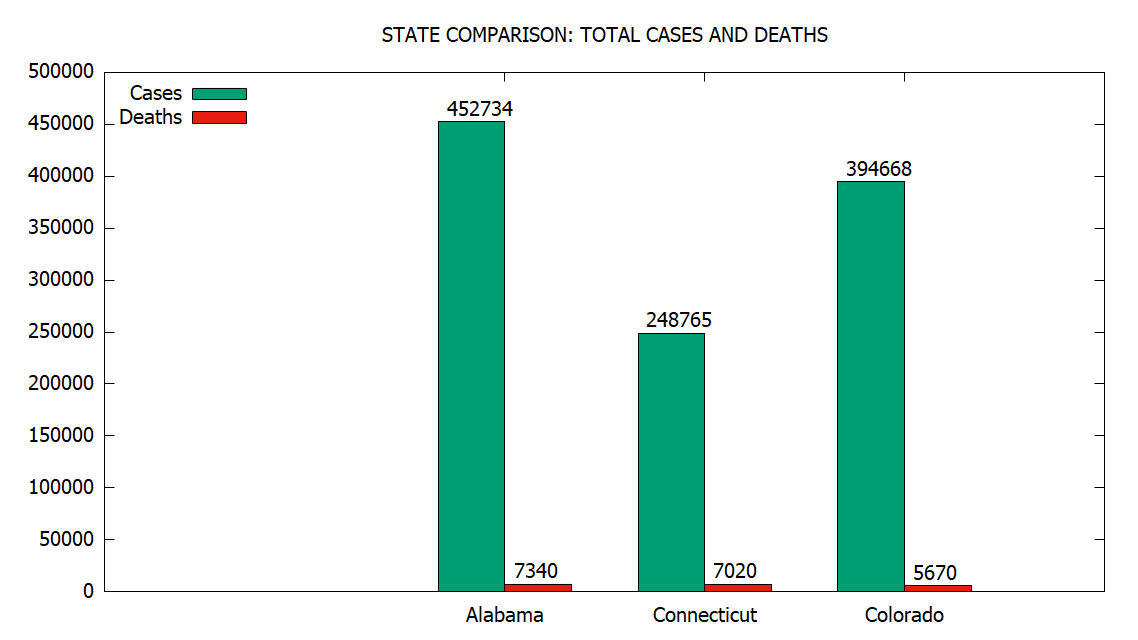 STATE COMPARISON: TOTAL CASES AND DEATHS
500000
450000
400000
350000
300000
250000
200000
150000
100000
50000
0
Cases
Deaths
452734
7340
248765
7020
394668
5670
Alabama
Connecticut
Colorado